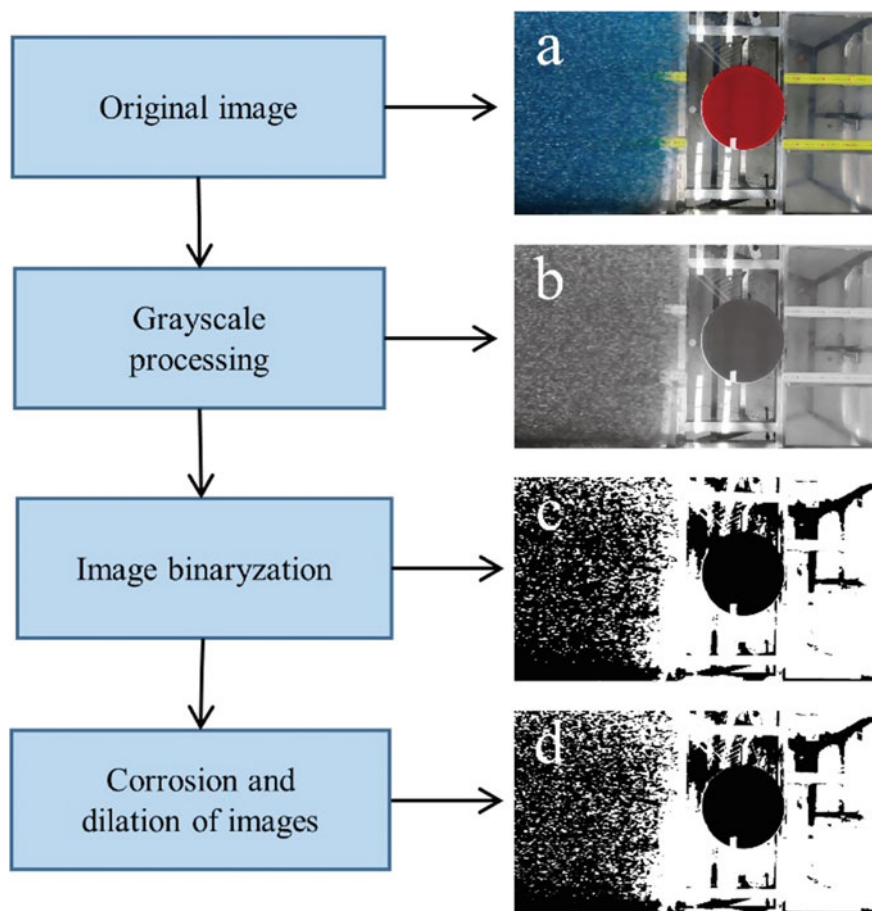 Original image
a
Grayscale
processing
b
Image binaryzation
c
Corrosion and
dilation of images
d